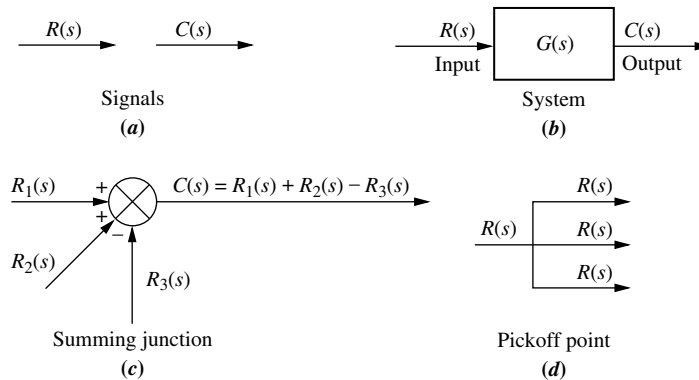 R(s) C(s)
Signals
(a)
R(s) G(s) C(s)
Input Output
System
(b)
R₁(s) + C(s) = R₁(s) + R₂(s) − R₃(s)
+
−
R₂(s)
R₃(s)
Summing junction
(c)
R(s)
R(s) R(s)
R(s)
Pickoff point
(d)